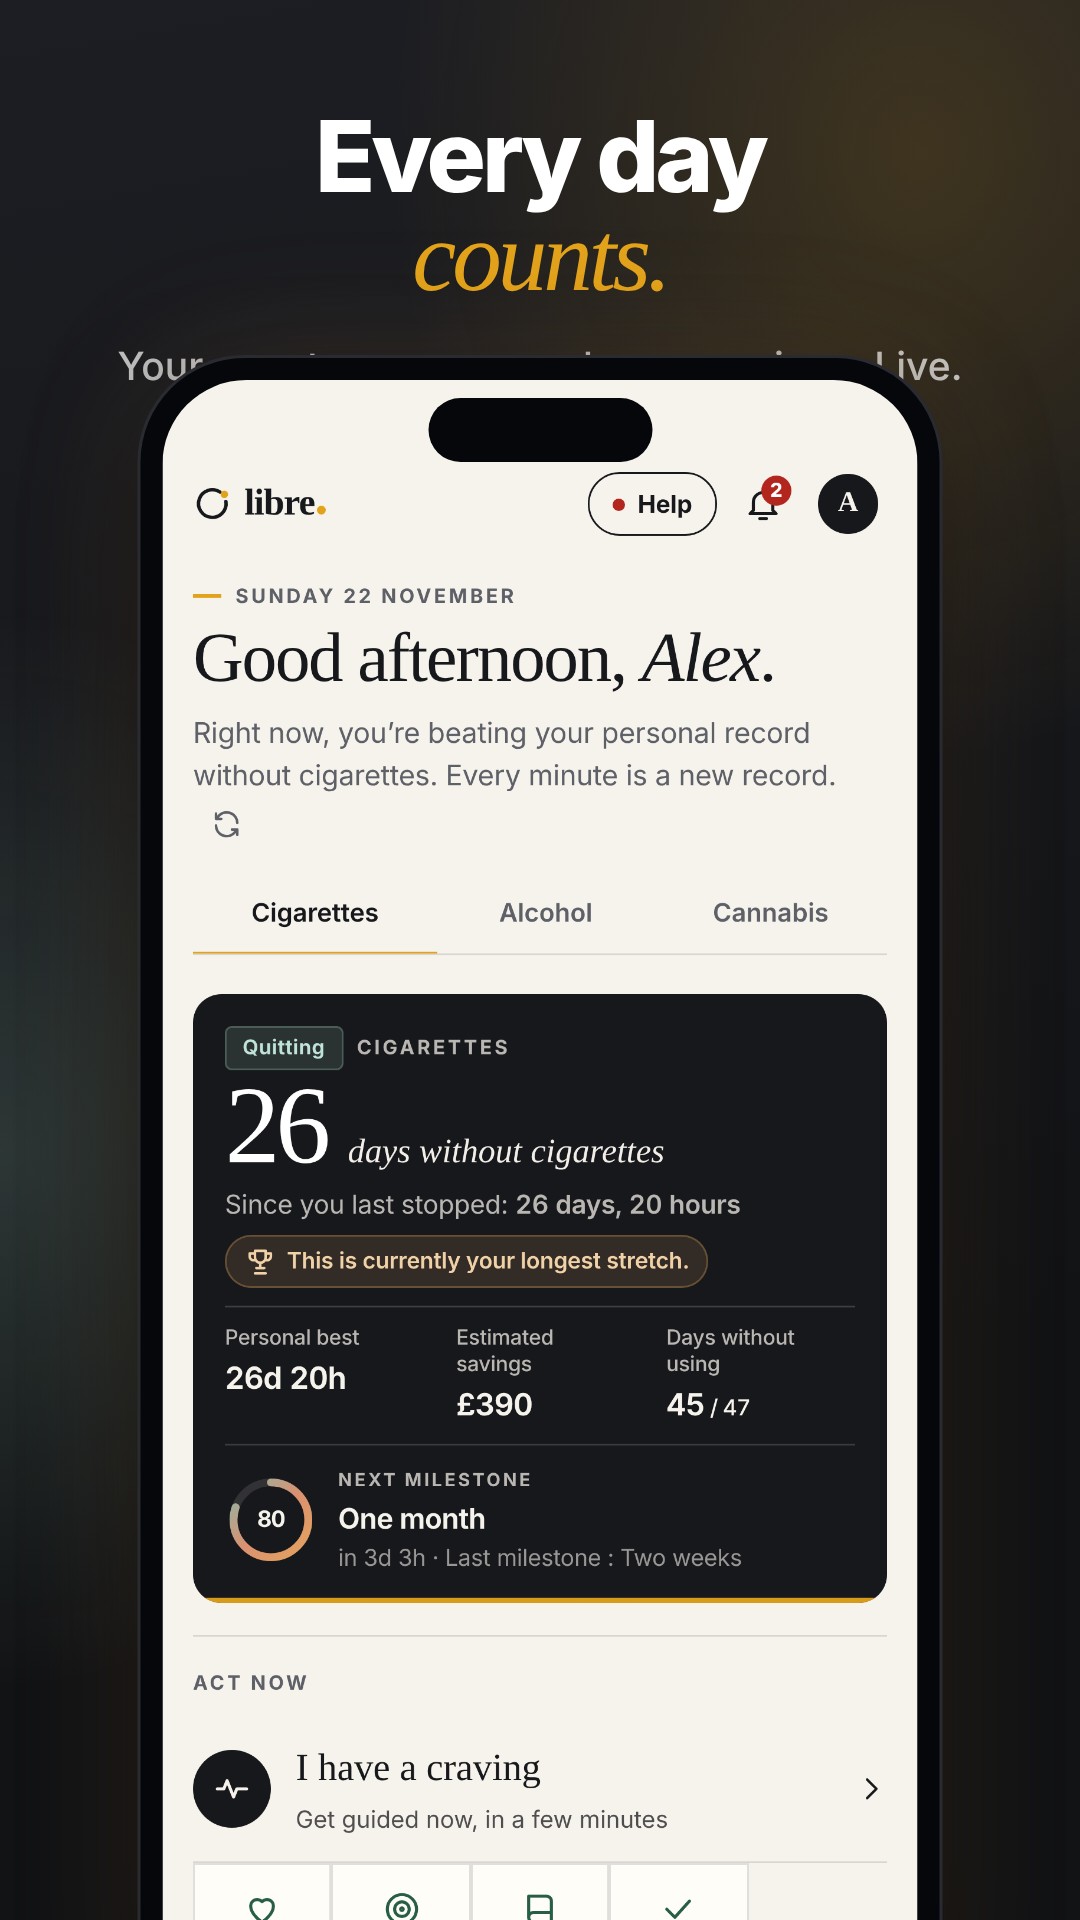 Every day
counts.
Your
live.
libre.
Help
2
A
SUNDAY 22 NOVEMBER
Good afternoon, Alex.
Right now, you’re beating your personal record
without cigarettes. Every minute is a new record.
Cigarettes
Alcohol
Cannabis
Quitting
CIGARETTES
26 days without cigarettes
Since you last stopped: 26 days, 20 hours
This is currently your longest stretch.
Personal best
26d 20h
Estimated
savings
£390
Days without
using
45 / 47
80
NEXT MILESTONE
One month
in 3d 3h · Last milestone : Two weeks
ACT NOW
I have a craving
Get guided now, in a few minutes